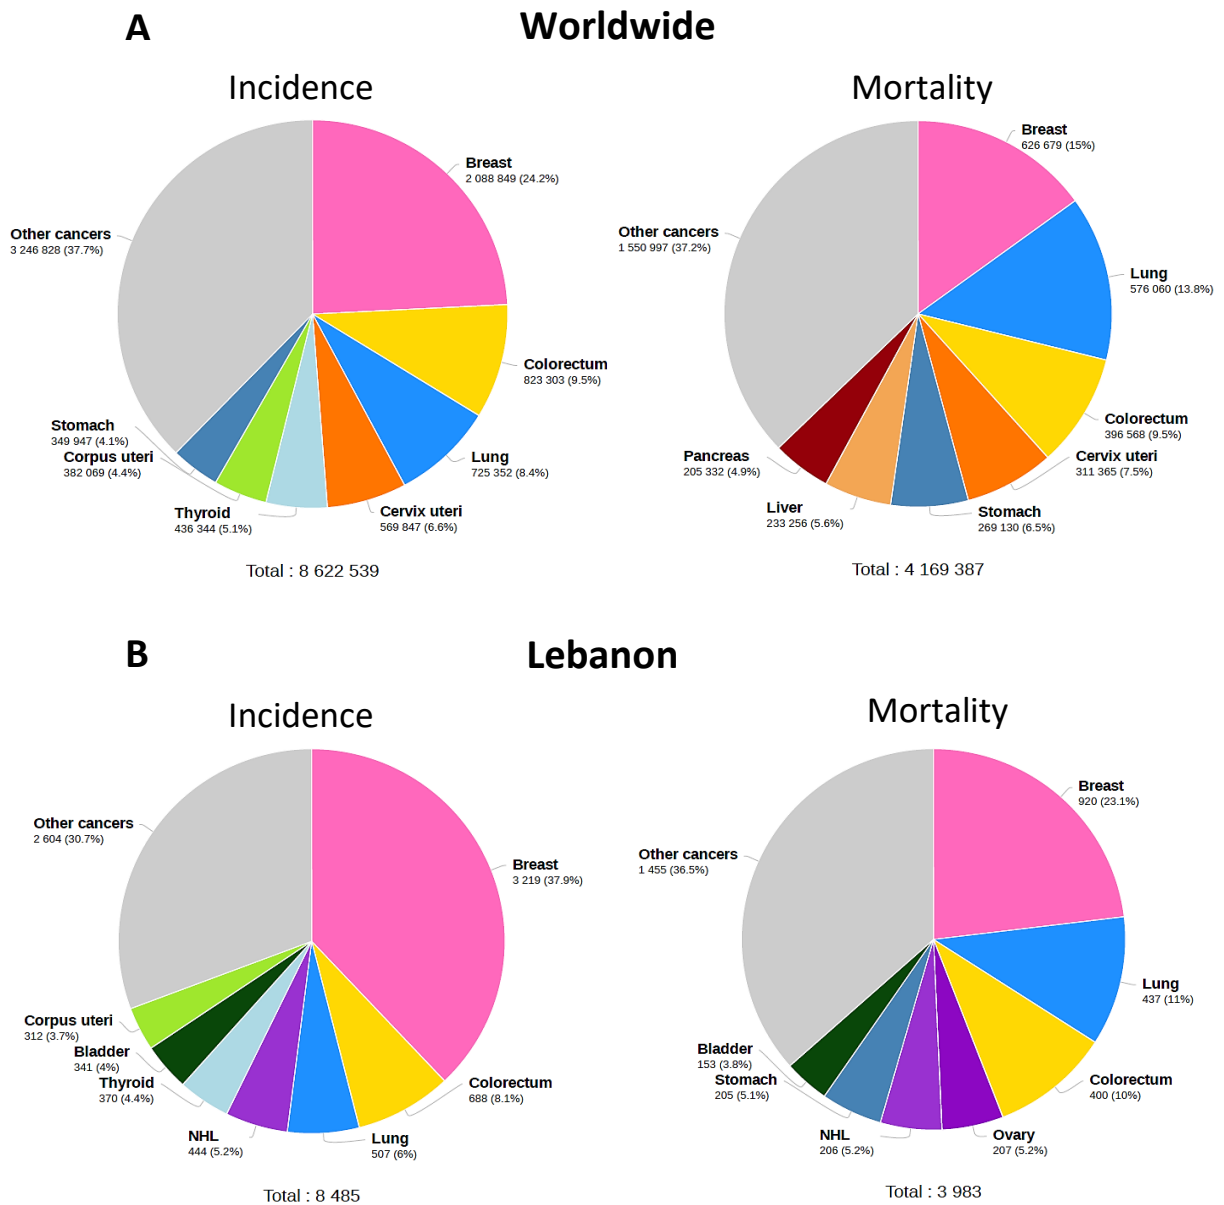 A
Worldwide
Incidence
Mortality
Breast
2 088 849 (24.2%)
Other cancers
3 246 828 (37.7%)
Colorectum
823 303 (9.5%)
Stomach
349 947 (4.1%)
Corpus uteri
382 069 (4.4%)
Lung
725 352 (8.4%)
Thyroid
436 344 (5.1%)
Cervix uteri
569 847 (6.6%)
Total : 8 622 539
Breast
626 679 (15%)
Other cancers
1 550 997 (37.2%)
Lung
576 060 (13.8%)
Colorectum
396 568 (9.5%)
Cervix uteri
311 365 (7.5%)
Pancreas
205 332 (4.9%)
Liver
233 256 (5.6%)
Stomach
269 130 (6.5%)
Total : 4 169 387
B
Lebanon
Incidence
Mortality
Other cancers
2 604 (30.7%)
Breast
3 219 (37.9%)
Corpus uteri
312 (3.7%)
Bladder
341 (4%)
Thyroid
370 (4.4%)
Colorectum
688 (8.1%)
NHL
444 (5.2%)
Lung
507 (6%)
Total : 8 485
Breast
920 (23.1%)
Other cancers
1 455 (36.5%)
Lung
437 (11%)
Bladder
153 (3.8%)
Stomach
205 (5.1%)
Colorectum
400 (10%)
NHL
206 (5.2%)
Ovary
207 (5.2%)
Total : 3 983